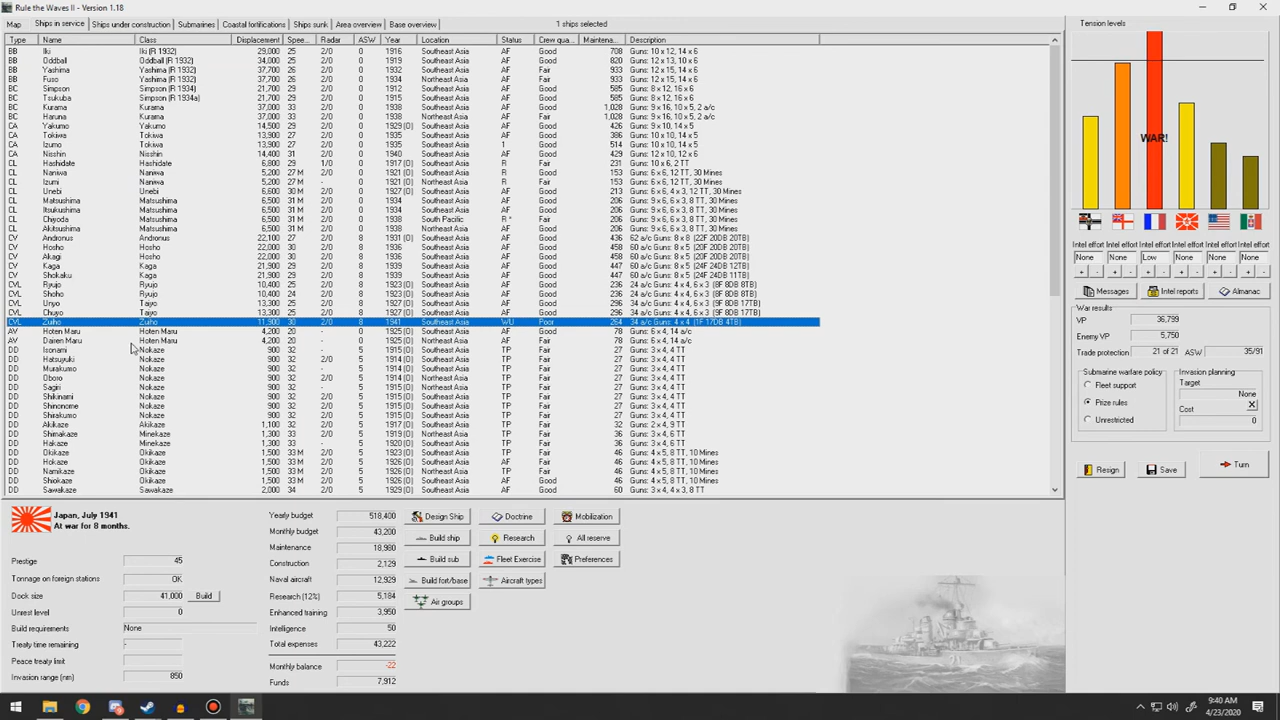 Rule the Waves II - Version 1.18
Map Ships in service Ships under construction Submarines Coastal fortifications Ships sunk Area overview Base overview 1 ships selected
Type Name Class Displacement Spee... Radar ASW Year Location Status Crew qua... Maintena... Description
BB Iki Iki (R 1932) 29,000 25 2/0 0 1916 Southeast Asia AF Good 708 Guns: 10 x 12, 14 x 6
BB Oddball Oddball (R 1932) 34,000 25 2/0 0 1919 Southeast Asia AF Good 820 Guns: 12 x 13, 10 x 6
BB Yashima Yashima (R 1932) 37,700 26 2/0 0 1932 Southeast Asia AF Fair 933 Guns: 12 x 15, 14 x 6
BB Fuso Yashima (R 1932) 37,700 26 2/0 0 1934 Northeast Asia AF Fair 933 Guns: 12 x 15, 14 x 6
BC Simpson Simpson (R 1934) 21,700 25 2/0 0 1912 Southeast Asia AF Good 585 Guns: 8 x 12, 16 x 6
BC Tsukuba Simpson (R 1934a) 21,700 25 2/0 0 1915 Southeast Asia AF Good 585 Guns: 8 x 12, 16 x 6
BC Kurama Kurama 37,000 33 2/0 0 1938 Southeast Asia AF Good 1,028 Guns: 9 x 16, 10 x 5, 2 a/c
BC Haruna Kurama 37,000 33 2/0 0 1938 Northeast Asia AF Fair 1,028 Guns: 9 x 16, 10 x 5, 2 a/c
CA Yakumo Yakumo 14,500 29 2/0 0 1929 (O) Southeast Asia AF Good 426 Guns: 9 x 10, 14 x 5
CA Tokiwa Tokiwa 13,900 27 2/0 0 1935 Southeast Asia AF Good 386 Guns: 10 x 10, 14 x 5
CA Izumo Tokiwa 13,900 27 2/0 0 1935 Southeast Asia 1 Good 514 Guns: 10 x 10, 14 x 5
CA Nisshin Nisshin 14,400 31 2/0 0 1940 Southeast Asia AF Good 429 Guns: 12 x 10, 12 x 6
CL Hashidate Hashidate 6,800 29 1/0 0 1917 (O) Southeast Asia R Fair 231 Guns: 10 x 6, 2 TT
CL Naniwa Naniwa 5,200 27 M 2/0 0 1921 (O) Southeast Asia R Good 153 Guns: 6 x 6, 12 TT, 30 Mines
CL Izumi Naniwa 5,200 27 M - 0 1921 (O) Northeast Asia R Fair 153 Guns: 6 x 6, 12 TT, 30 Mines
CL Unebi Unebi 6,600 30 M 2/0 0 1926 (O) Southeast Asia AF Good 213 Guns: 6 x 6, 4 x 3, 12 TT, 30 Mines
CL Matsushima Matsushima 6,500 31 M 2/0 0 1934 Southeast Asia AF Good 206 Guns: 9 x 6, 6 x 3, 8 TT, 30 Mines
CL Itsukushima Matsushima 6,500 31 M 2/0 0 1934 Southeast Asia AF Good 206 Guns: 9 x 6, 6 x 3, 8 TT, 30 Mines
CL Chiyoda Matsushima 6,500 31 M 2/0 0 1938 South Pacific R * Fair 206 Guns: 9 x 6, 6 x 3, 8 TT, 30 Mines
CL Akitsushima Matsushima 6,500 31 M 2/0 0 1938 Southeast Asia AF Good 206 Guns: 9 x 6, 6 x 3, 8 TT, 30 Mines
CV Andronus Andronus 22,100 27 2/0 8 1931 (O) Southeast Asia AF Good 436 62 a/c Guns: 8 x 8 (22F 20DB 20TB)
CV Hosho Hosho 22,000 30 2/0 8 1936 Southeast Asia AF Good 458 60 a/c Guns: 8 x 6 (20F 20DB 20TB)
CV Akagi Hosho 22,000 30 2/0 8 1939 Southeast Asia AF Good 458 60 a/c Guns: 8 x 6 (20F 20DB 20TB)
CV Kaga Kaga 21,900 29 2/0 8 1939 Southeast Asia AF Good 447 60 a/c Guns: 8 x 5 (24F 24DB 12TB)
CV Shokaku Kaga 21,900 29 2/0 8 1939 Southeast Asia AF Good 447 60 a/c Guns: 8 x 5 (24F 24DB 11TB)
CVL Ryujo Ryujo 10,400 24 2/0 8 1923 (O) Southeast Asia AF Good 236 24 a/c Guns: 4 x 4, 6 x 3 (8F 8DB 8TB)
CVL Shoho Ryujo 10,400 24 2/0 8 1923 (O) Southeast Asia AF Good 236 24 a/c Guns: 4 x 4, 6 x 3 (9F 8DB 8TB)
CVL Unyo Taiyo 13,300 25 2/0 8 1927 (O) Southeast Asia AF Good 296 34 a/c Guns: 4 x 4, 6 x 3 (9F 8DB 17TB)
CVL Chuyo Taiyo 13,300 25 2/0 8 1927 (O) Southeast Asia AF Good 296 34 a/c Guns: 4 x 4, 6 x 3 (9F 8DB 17TB)
CVL Zuiho Zuiho 11,900 30 2/0 8 1941 Southeast Asia WU Poor 264 34 a/c Guns: 4 x 4 (1F 17DB 4TB)
AV Hoten Maru Hoten Maru 4,200 20 - 0 1925 (O) Southeast Asia AF Good 78 Guns: 6 x 4, 14 a/c
AV Dairen Maru Hoten Maru 4,200 20 - 0 1925 (O) Southeast Asia AF Good 78 Guns: 6 x 4, 14 a/c
DD Isonami Nokaze 900 32 - 5 1913 (O) Southeast Asia TP Fair 27 Guns: 3 x 4, 4 TT
DD Hatsuyuki Nokaze 900 32 2/0 5 1914 (O) Southeast Asia TP Fair 27 Guns: 3 x 4, 4 TT
DD Murakumo Nokaze 900 32 - 5 1914 (O) Southeast Asia TP Fair 27 Guns: 3 x 4, 4 TT
DD Oboro Nokaze 900 32 2/0 5 1914 (O) Northeast Asia TP Fair 27 Guns: 3 x 4, 4 TT
DD Sagiri Nokaze 900 32 - 5 1914 (O) Northeast Asia TP Fair 27 Guns: 3 x 4, 4 TT
DD Shikinami Nokaze 900 32 2/0 5 1914 (O) Southeast Asia TP Fair 27 Guns: 3 x 4, 4 TT
DD Shinonome Nokaze 900 32 2/0 5 1914 (O) Southeast Asia TP Fair 27 Guns: 3 x 4, 4 TT
DD Shirakumo Nokaze 900 32 2/0 5 1914 (O) Northeast Asia TP Fair 27 Guns: 3 x 4, 4 TT
DD Akikaze Akikaze 1,100 32 2/0 5 1917 (O) Southeast Asia AF Fair 32 Guns: 2 x 4, 9 TT
DD Shimakaze Minekaze 1,300 33 2/0 5 1919 (O) Northeast Asia TP Fair 36 Guns: 3 x 4, 6 TT
DD Hakaze Minekaze 1,300 33 - 5 1920 (O) Southeast Asia TP Fair 36 Guns: 3 x 4, 6 TT
DD Okikaze Okikaze 1,500 33 M 2/0 5 1923 (O) Southeast Asia TP Fair 46 Guns: 4 x 5, 8 TT, 10 Mines
DD Hokaze Okikaze 1,500 33 M 2/0 5 1926 (O) Southeast Asia AF Fair 46 Guns: 4 x 5, 8 TT, 10 Mines
DD Namikaze Okikaze 1,500 33 M 2/0 5 1926 (O) Southeast Asia TP Fair 46 Guns: 4 x 5, 8 TT, 10 Mines
DD Shiokaze Okikaze 1,500 33 M 2/0 5 1926 (O) Southeast Asia TP Fair 46 Guns: 4 x 5, 8 TT, 10 Mines
DD Sawakaze Sawakaze 2,000 34 2/0 5 1929 (O) Southeast Asia AF Good 60 Guns: 3 x 4, 4 x 3, 8 TT
Tension levels
WAR!
Intel effort Intel effort Intel effort Intel effort Intel effort Intel effort
None None Low None None None
+ - + - + - + - + - + -
Messages Intel reports Almanac
War results
VP 36,799
Enemy VP 5,750
Trade protection 21 of 21 ASW 35/91
Submarine warfare policy
Fleet support
Prize rules
Unrestricted
Invasion planning
Target
None
Cost X
0
Resign Save Turn
Japan, July 1941
At war for 8 months.
Prestige 45
Tonnage on foreign stations OK
Dock size 41,000 Build
Unrest level 0
Build requirements None
Treaty time remaining -
Peace treaty limit
Invasion range (nm) 850
Yearly budget 518,400
Monthly budget 43,200
Maintenance 18,980
Construction 2,129
Naval aircraft 12,929
Research (12%) 5,184
Enhanced training 3,950
Intelligence 50
Total expenses 43,222
Monthly balance -22
Funds 7,912
Design Ship Doctrine Mobilization
Build ship Research All reserve
Build sub Fleet Exercise Preferences
Build fort/base Aircraft types
Air groups
9:40 AM
4/23/2020